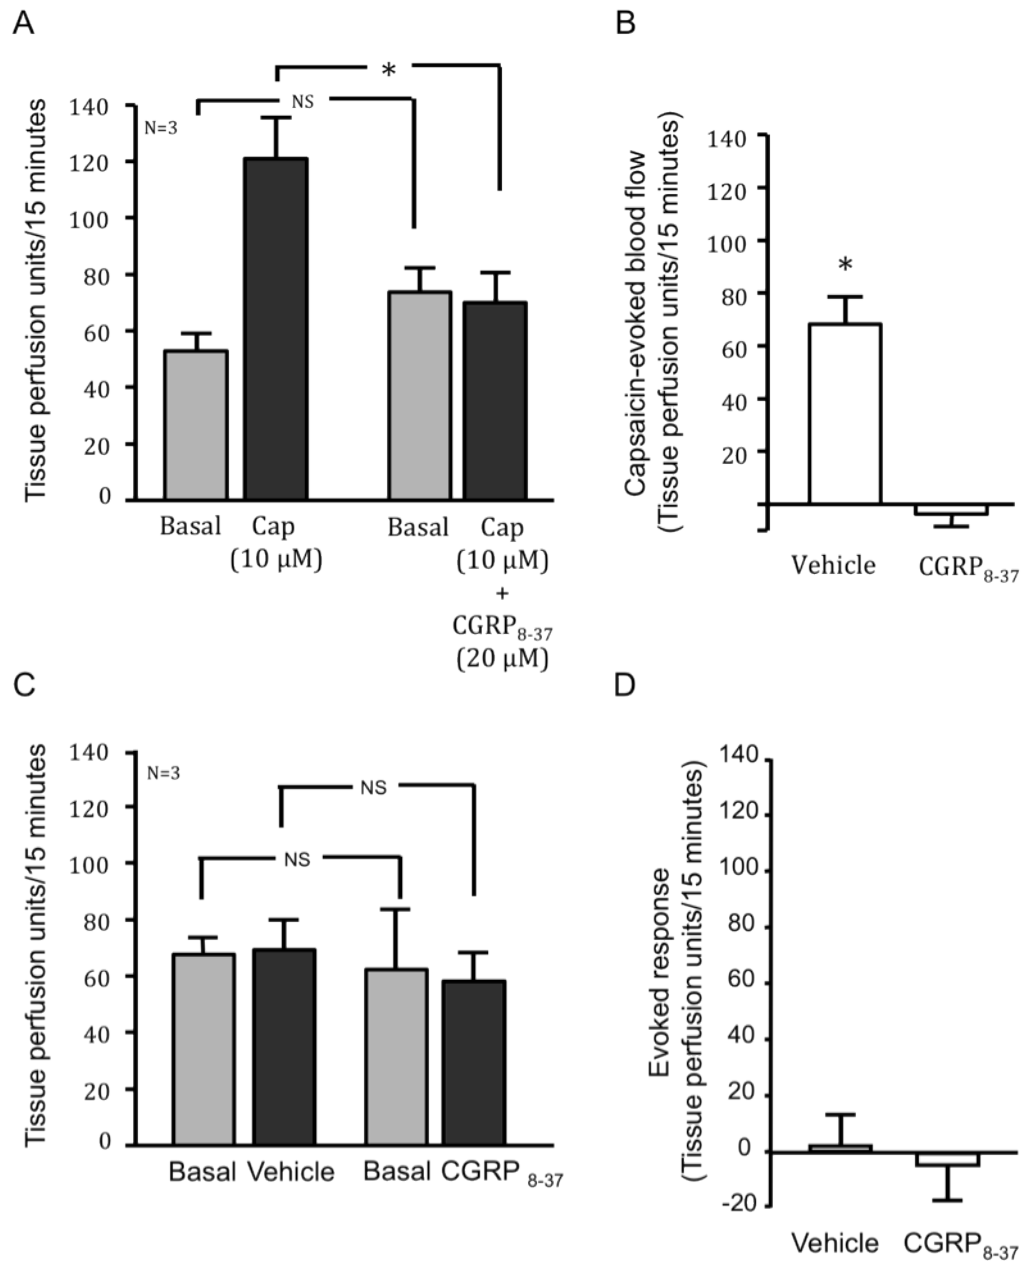 A
Tissue perfusion units/15 minutes
140
120
100
80
60
40
20
0
N=3
NS
*
Basal
Cap
(10 µM)
Basal
Cap
(10 µM)
+
CGRP8-37
(20 µM)
B
Capsaicin-evoked blood flow
(Tissue perfusion units/15 minutes)
140
120
100
80
60
40
20
*
Vehicle
CGRP8-37
C
Tissue perfusion units/15 minutes
140
120
100
80
60
40
20
0
N=3
NS
NS
Basal
Vehicle
Basal
CGRP 8-37
D
Evoked response
(Tissue perfusion units/15 minutes)
140
120
100
80
60
40
20
0
-20
Vehicle
CGRP8-37